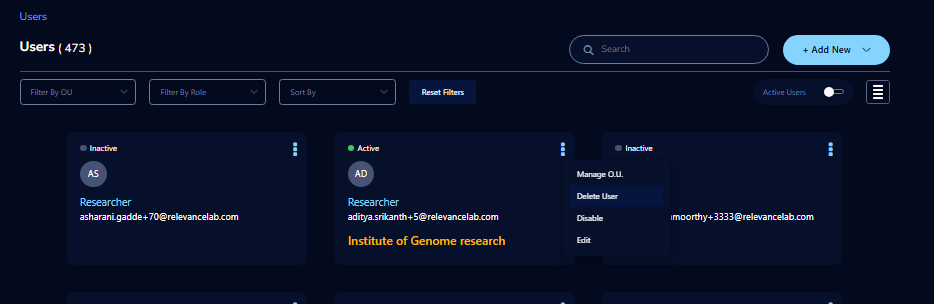 Users
Users ( 473 )
Search
+ Add New
Filter By OU
Filter By Role
Sort By
Reset Filters
Active Users
Inactive
AS
Researcher
asharani.gadde+70@relevancelab.com
Active
AD
Researcher
aditya.srikanth+5@relevancelab.com
Institute of Genome research
Manage O.U.
Delete User
Disable
Edit
Inactive
moorthy+3333@relevancelab.com